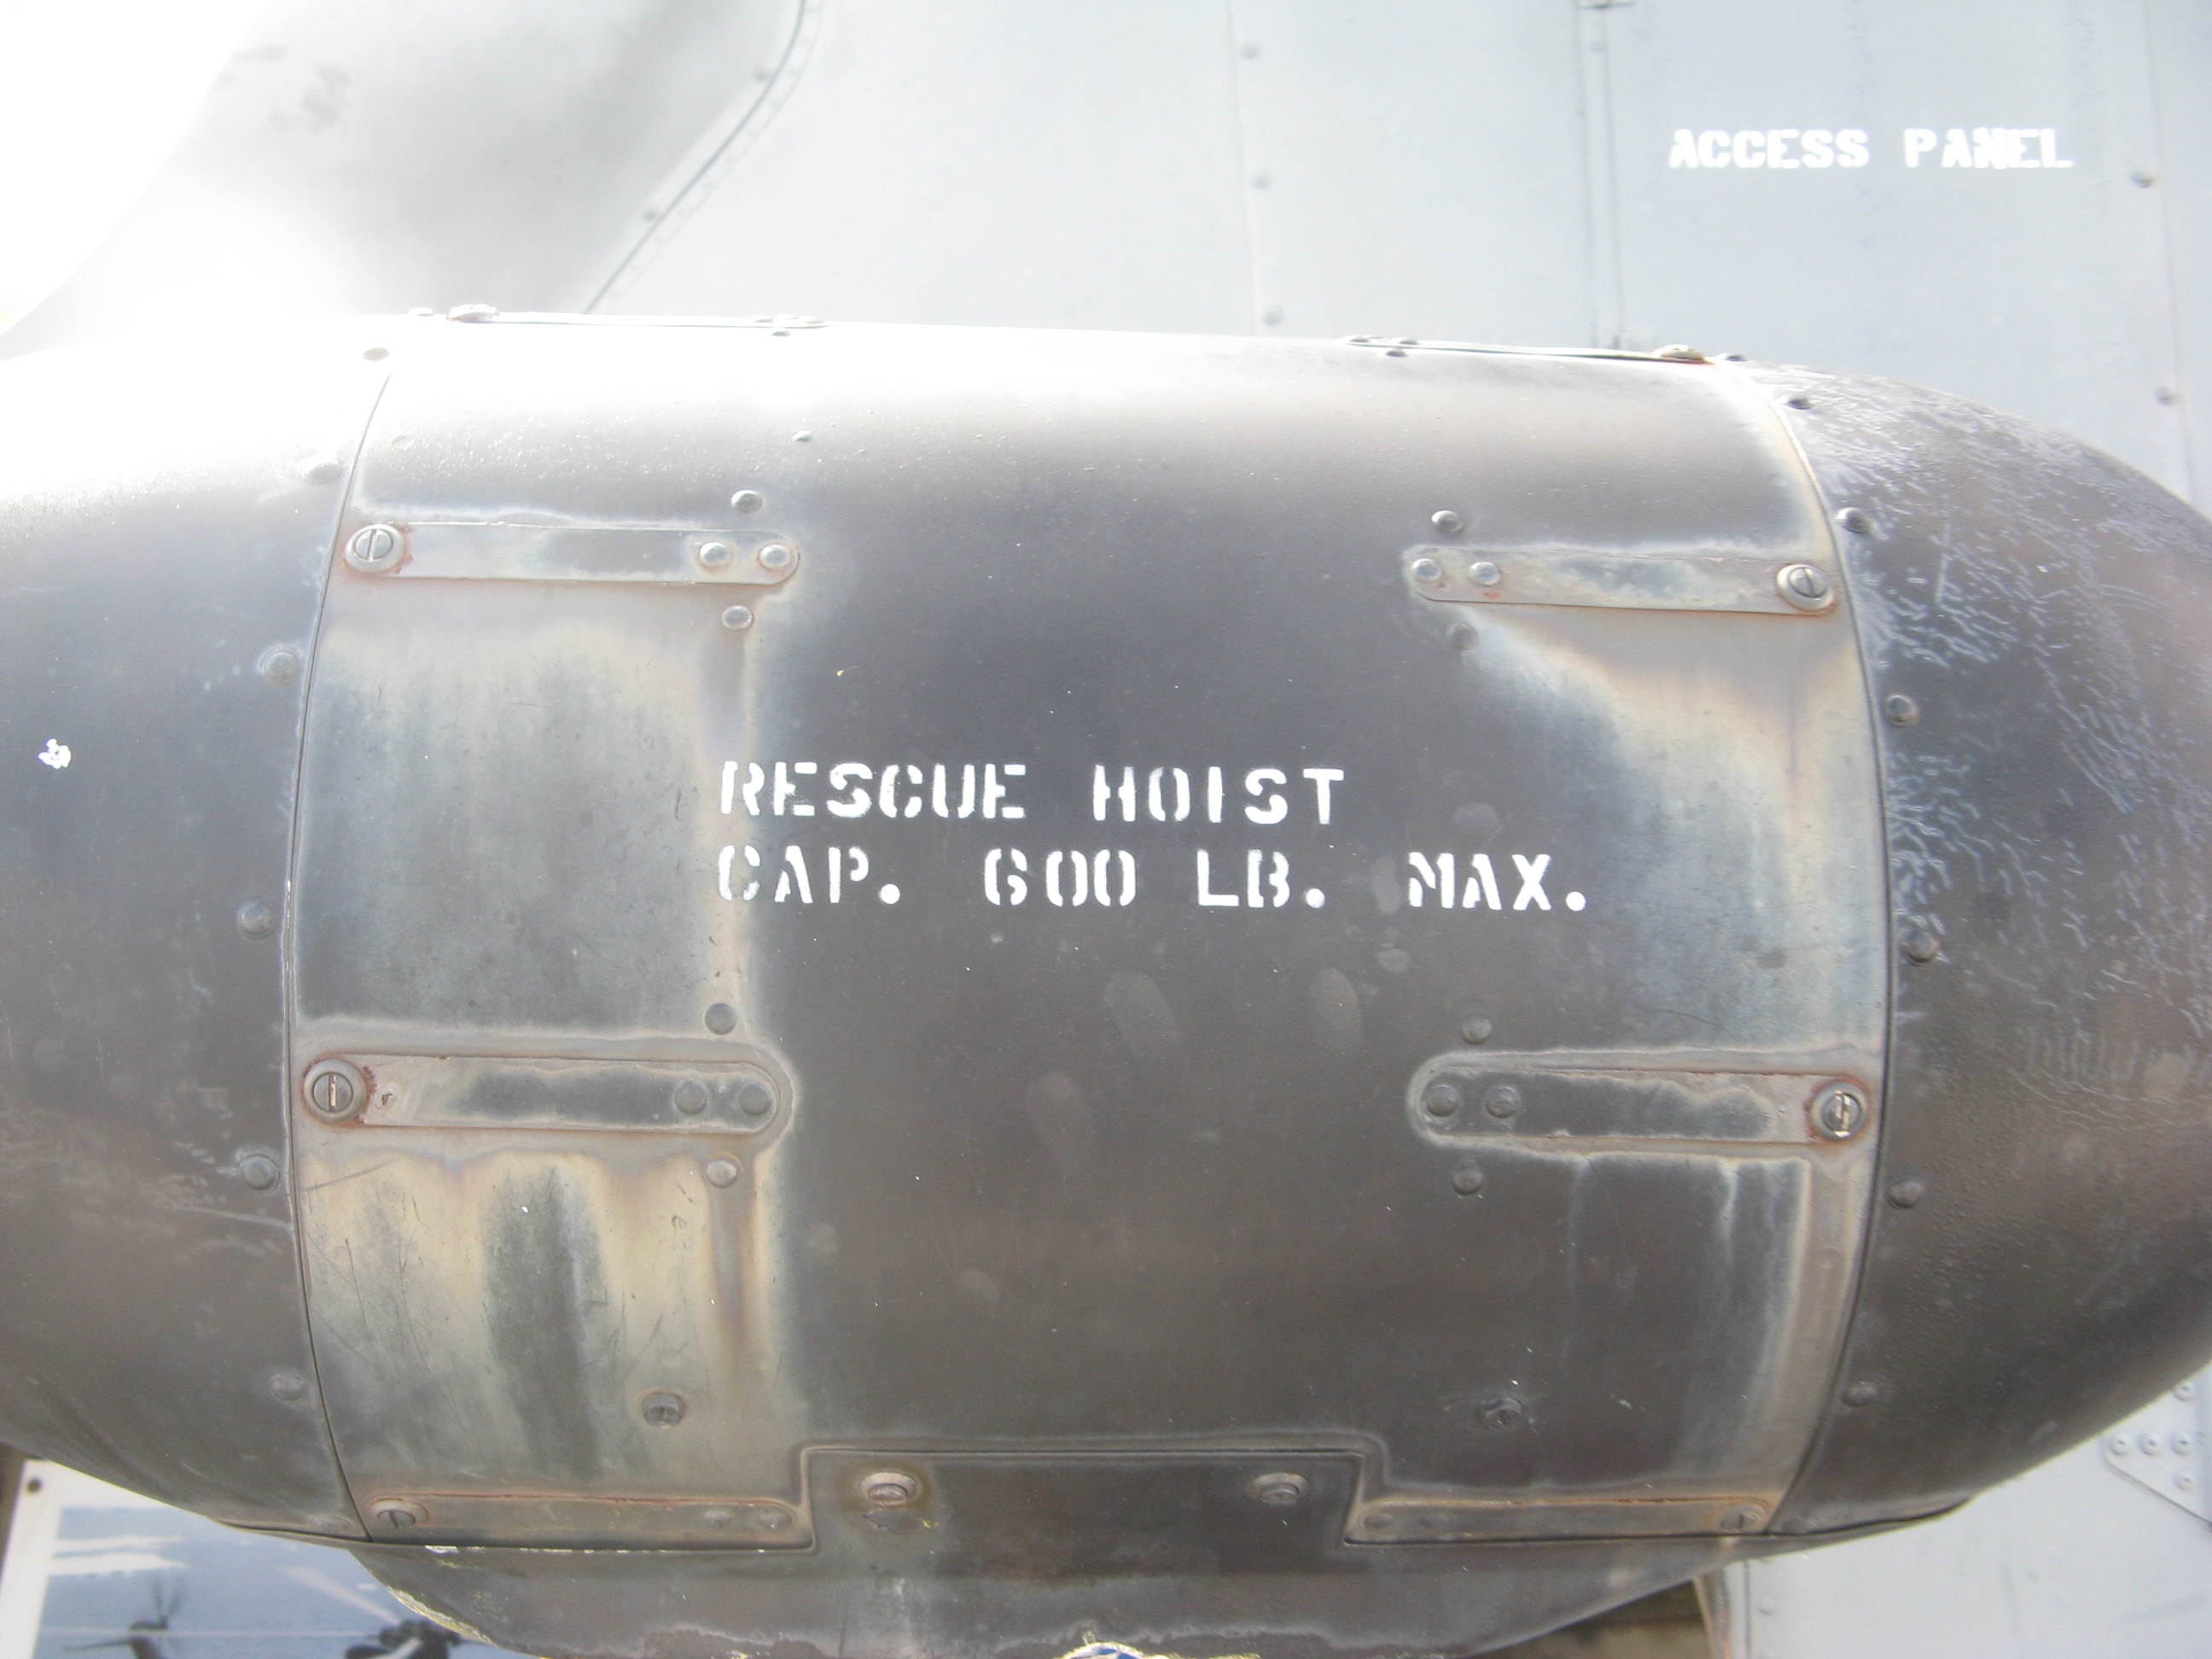 ACCESS PANEL
RESCUE HOIST
CAP. 600 LB. MAX.